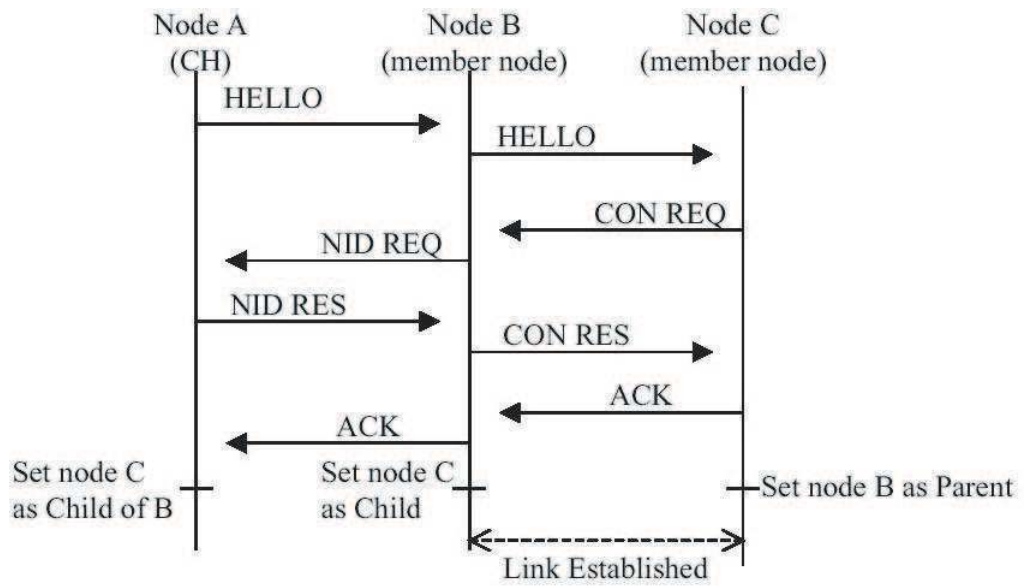 Node A
(CH)
Node B
(member node)
Node C
(member node)
HELLO
HELLO
CON REQ
NID REQ
NID RES
CON RES
ACK
ACK
Set node C
as Child of B
Set node C
as Child
Set node B as Parent
Link Established